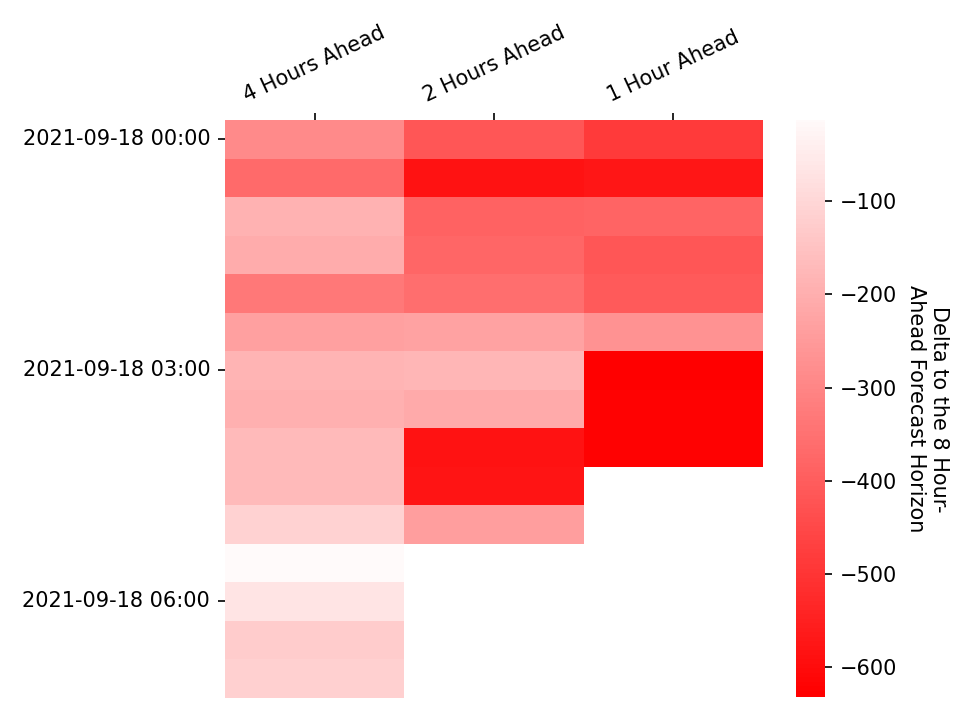 4 Hours Ahead
2 Hours Ahead
1 Hour Ahead
2021-09-18 00:00
2021-09-18 03:00
2021-09-18 06:00
−100
−200
−300
−400
−500
−600
Delta to the 8 Hour-
Ahead Forecast Horizon